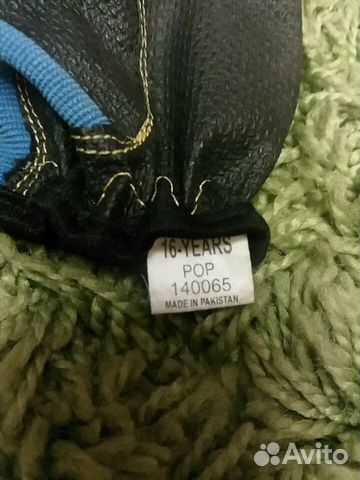 16-YEARS
POP
140065
MADE IN PAKISTAN
Avito